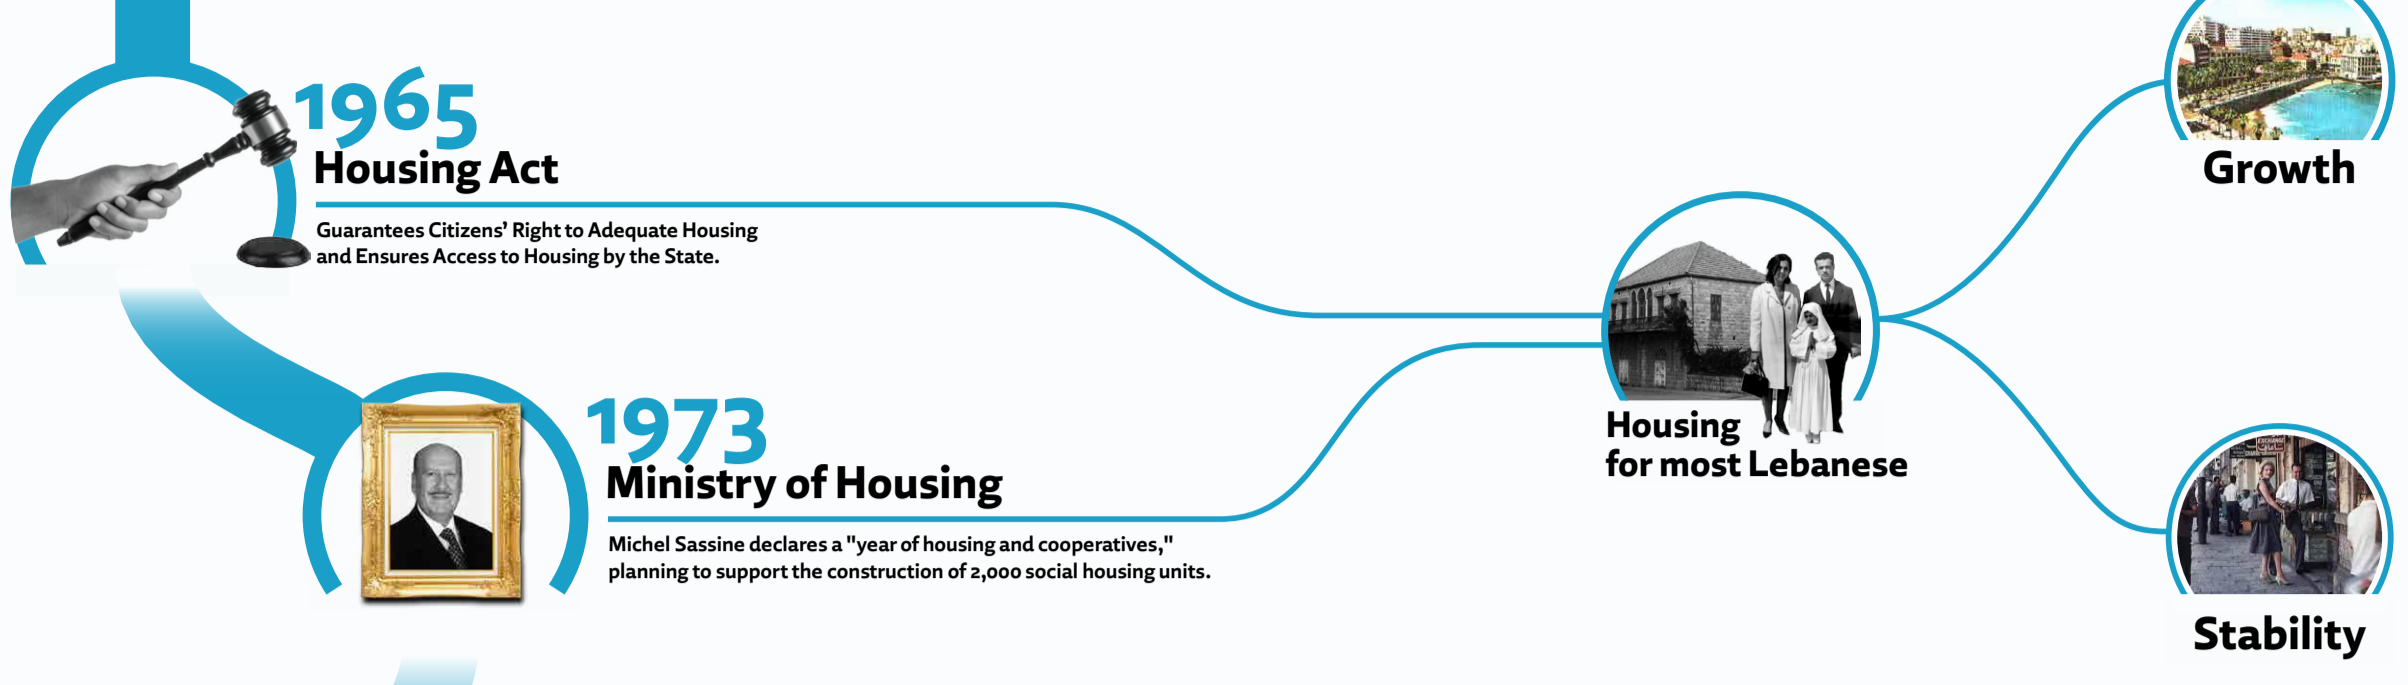 1965
Housing Act
Guarantees Citizens' Right to Adequate Housing
and Ensures Access to Housing by the State.
1973
Ministry of Housing
Michel Sassine declares a "year of housing and cooperatives,"
planning to support the construction of 2,000 social housing units.
Housing
for most Lebanese
Growth
EXCHANGE
Stability